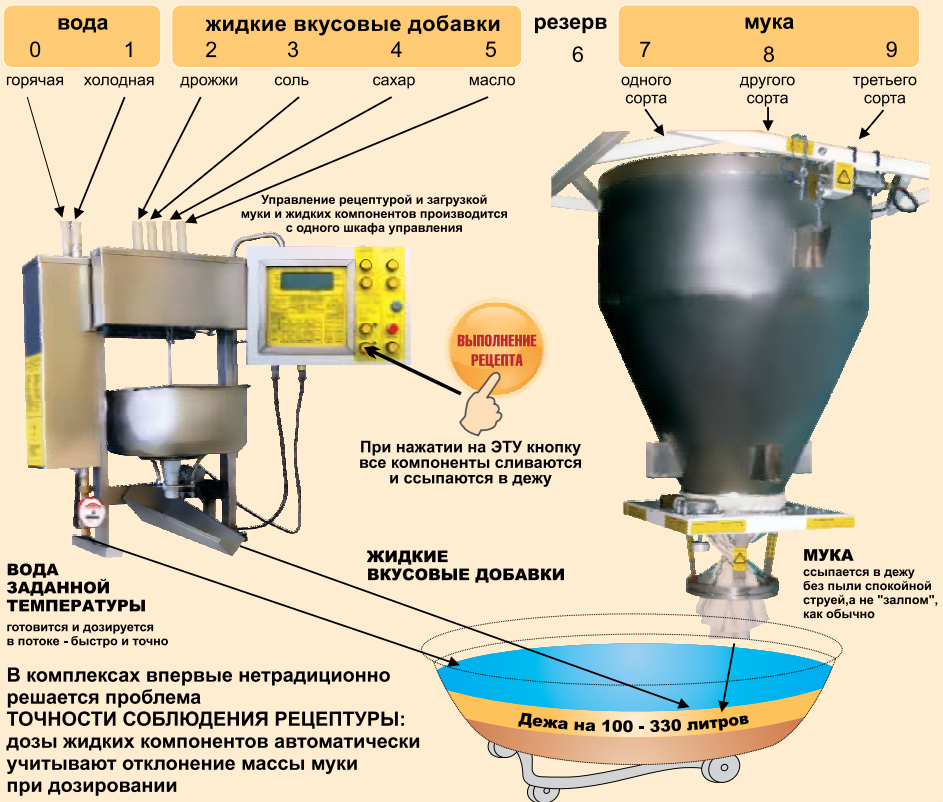 вода
жидкие вкусовые добавки
резерв
мука
0
1
2
3
4
5
6
7
8
9
горячая
холодная
дрожжи
соль
сахар
масло
одного
сорта
другого
сорта
третьего
сорта
Управление рецептурой и загрузкой
муки и жидких компонентов производится
с одного шкафа управления
ВЫПОЛНЕНИЕ
РЕЦЕПТА
При нажатии на ЭТУ кнопку
все компоненты сливаются
и ссыпаются в дежу
ВОДА
ЗАДАННОЙ
ТЕМПЕРАТУРЫ
готовится и дозируется
в потоке - быстро и точно
ЖИДКИЕ
ВКУСОВЫЕ ДОБАВКИ
МУКА
ссыпается в дежу
без пыли спокойной
струей,а не "залпом",
как обычно
Дежа на 100 - 330 литров
В комплексах впервые нетрадиционно
решается проблема
ТОЧНОСТИ СОБЛЮДЕНИЯ РЕЦЕПТУРЫ:
дозы жидких компонентов автоматически
учитывают отклонение массы муки
при дозировании